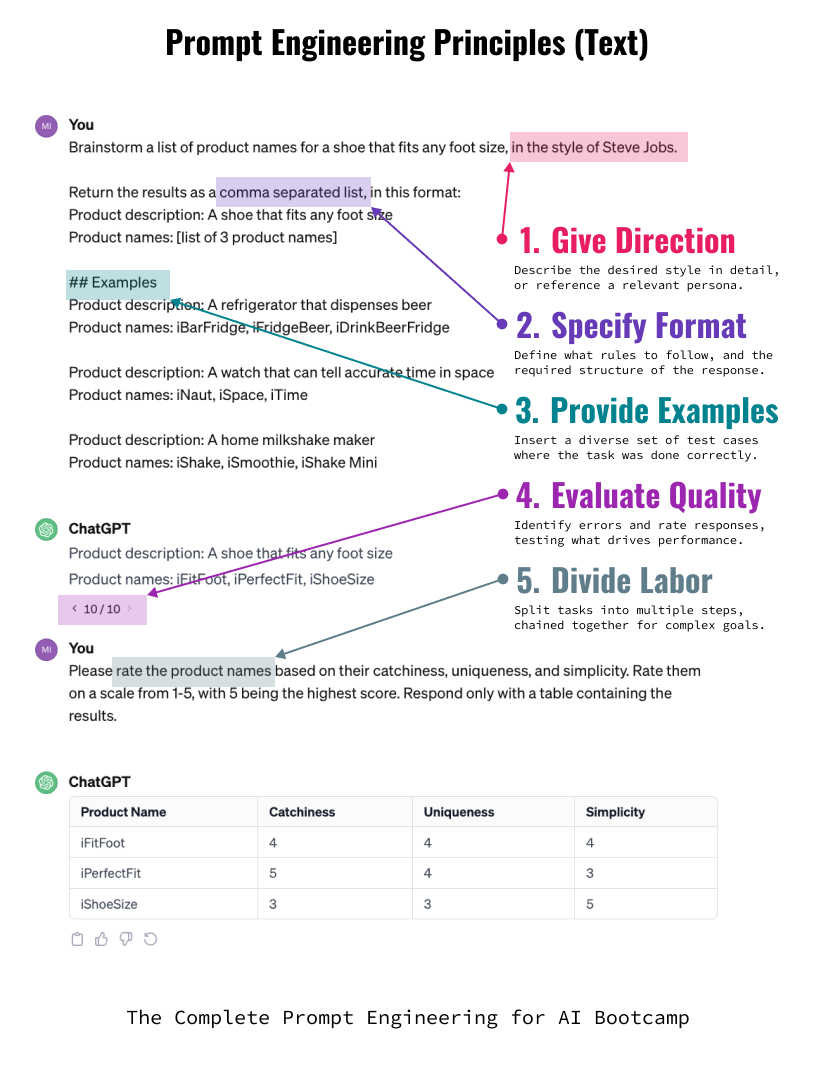 Prompt Engineering Principles (Text)
MI
You
Brainstorm a list of product names for a shoe that fits any foot size, in the style of Steve Jobs.
Return the results as a comma separated list, in this format:
Product description: A shoe that fits any foot size
Product names: [list of 3 product names]
## Examples
Product description: A refrigerator that dispenses beer
Product names: iBarFridge, iFridgeBeer, iDrinkBeerFridge
Product description: A watch that can tell accurate time in space
Product names: iNaut, iSpace, iTime
Product description: A home milkshake maker
Product names: iShake, iSmoothie, iShake Mini
1. Give Direction
Describe the desired style in detail,
or reference a relevant persona.
2. Specify Format
Define what rules to follow, and the
required structure of the response.
3. Provide Examples
Insert a diverse set of test cases
where the task was done correctly.
4. Evaluate Quality
Identify errors and rate responses,
testing what drives performance.
5. Divide Labor
Split tasks into multiple steps,
chained together for complex goals.
ChatGPT
Product description: A shoe that fits any foot size
Product names: iFitFoot, iPerfectFit, iShoeSize
< 10 / 10 >
MI
You
Please rate the product names based on their catchiness, uniqueness, and simplicity. Rate them
on a scale from 1-5, with 5 being the highest score. Respond only with a table containing the
results.
ChatGPT
Product Name Catchiness Uniqueness Simplicity
iFitFoot 4 4 4
iPerfectFit 5 4 3
iShoeSize 3 3 5
The Complete Prompt Engineering for AI Bootcamp